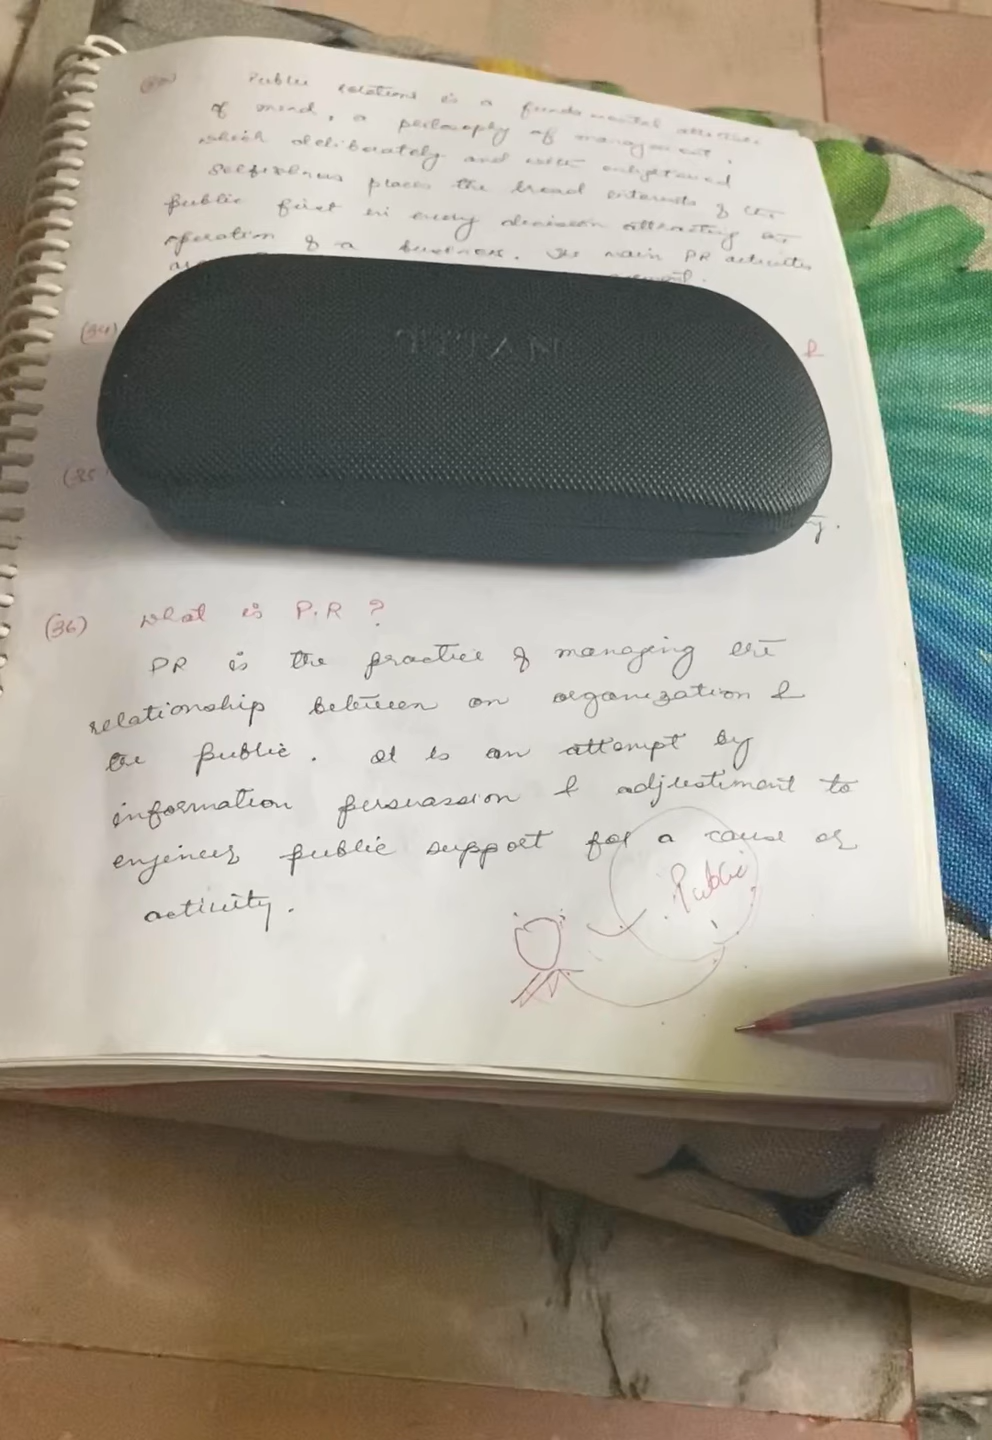 Public relations is a fundamental attitude
of mind, a philosophy of management,
which deliberately and with enlightened
places the broad interests of the
public first in every decision affecting the
operation of a business. The main PR activities
(34)
R
(35
y.
(36) What is P.R ?
PR is the practice of managing the
relationship between an organization &
the public. It is an attempt by
information persuassion & adjustment to
engineer public support for a cause or
activity.
Public
TITAN